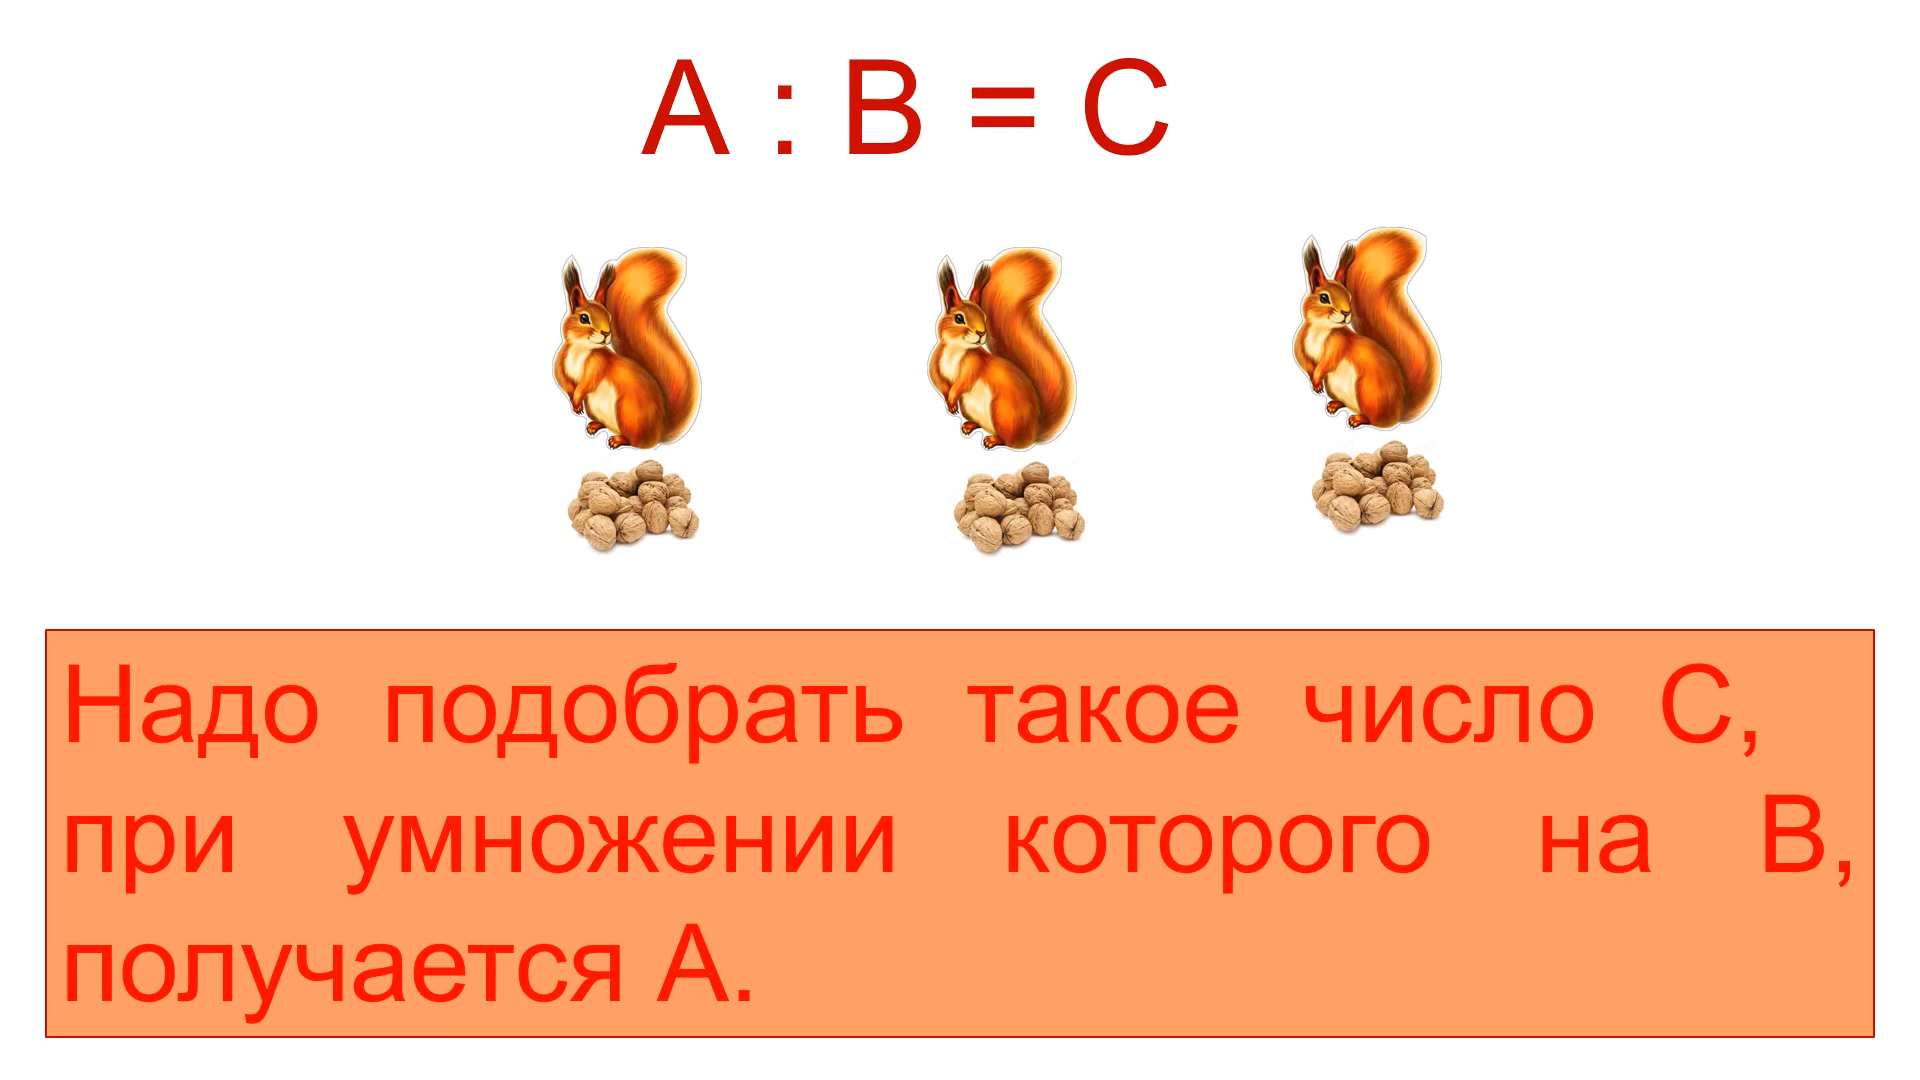 A : B = C
Надо подобрать такое число С,
при умножении которого на В,
получается А.